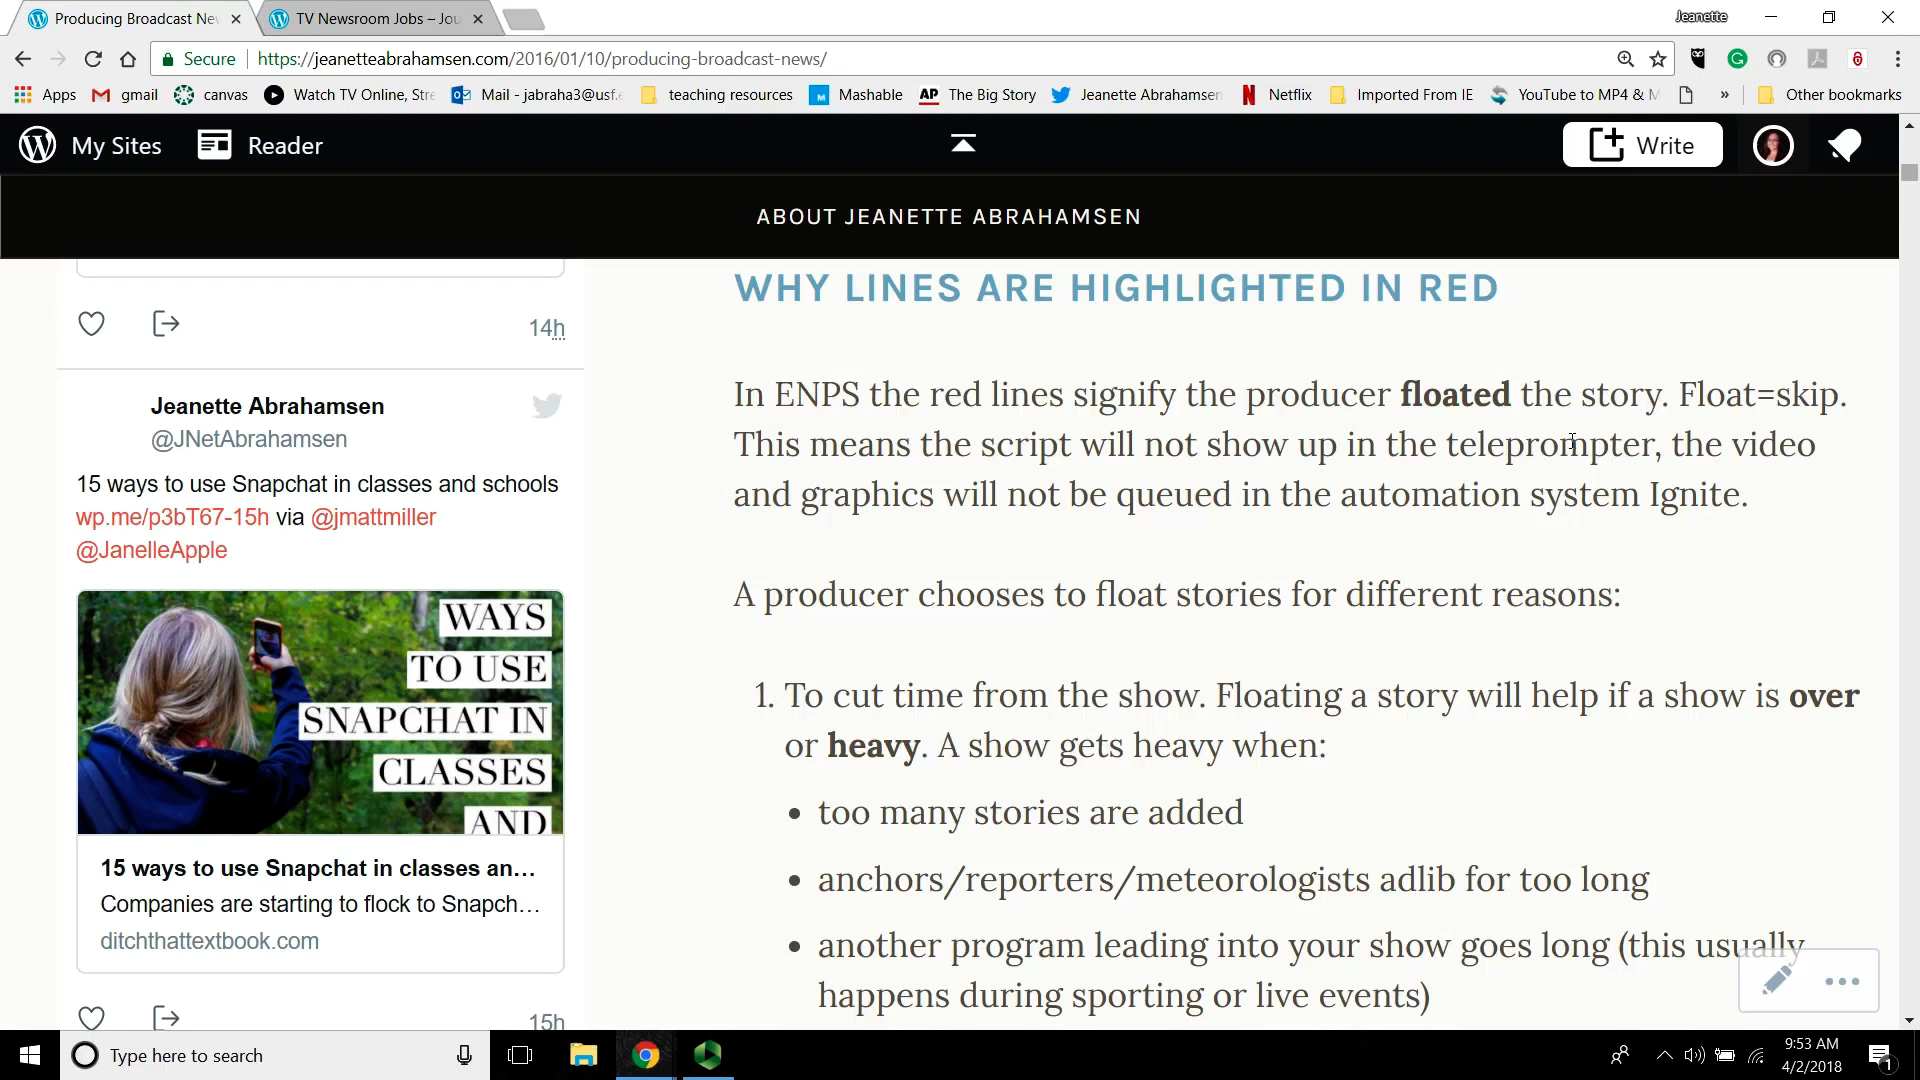 Producing Broadcast Ne
TV Newsroom Jobs – Jou
Jeanette
Secure
https://jeanetteabrahamsen.com/2016/01/10/producing-broadcast-news/
Apps
gmail
canvas
Watch TV Online, Stre
Mail - jabraha3@usf.e
teaching resources
Mashable
AP
The Big Story
Jeanette Abrahamsen
Netflix
Imported From IE
YouTube to MP4 & M
»
Other bookmarks
My Sites
Reader
Write
ABOUT JEANETTE ABRAHAMSEN
14h
Jeanette Abrahamsen
@JNetAbrahamsen
15 ways to use Snapchat in classes and schools
wp.me/p3bT67-15h via @jmattmiller
@JanelleApple
WAYS
TO USE
SNAPCHAT IN
CLASSES
AND
15 ways to use Snapchat in classes an…
Companies are starting to flock to Snapch…
ditchthattextbook.com
15h
WHY LINES ARE HIGHLIGHTED IN RED
In ENPS the red lines signify the producer floated the story. Float=skip.
This means the script will not show up in the teleprompter, the video
and graphics will not be queued in the automation system Ignite.
A producer chooses to float stories for different reasons:
1. To cut time from the show. Floating a story will help if a show is over
or heavy. A show gets heavy when:
• too many stories are added
• anchors/reporters/meteorologists adlib for too long
• another program leading into your show goes long (this usually
happens during sporting or live events)
Type here to search
9:53 AM
4/2/2018
1